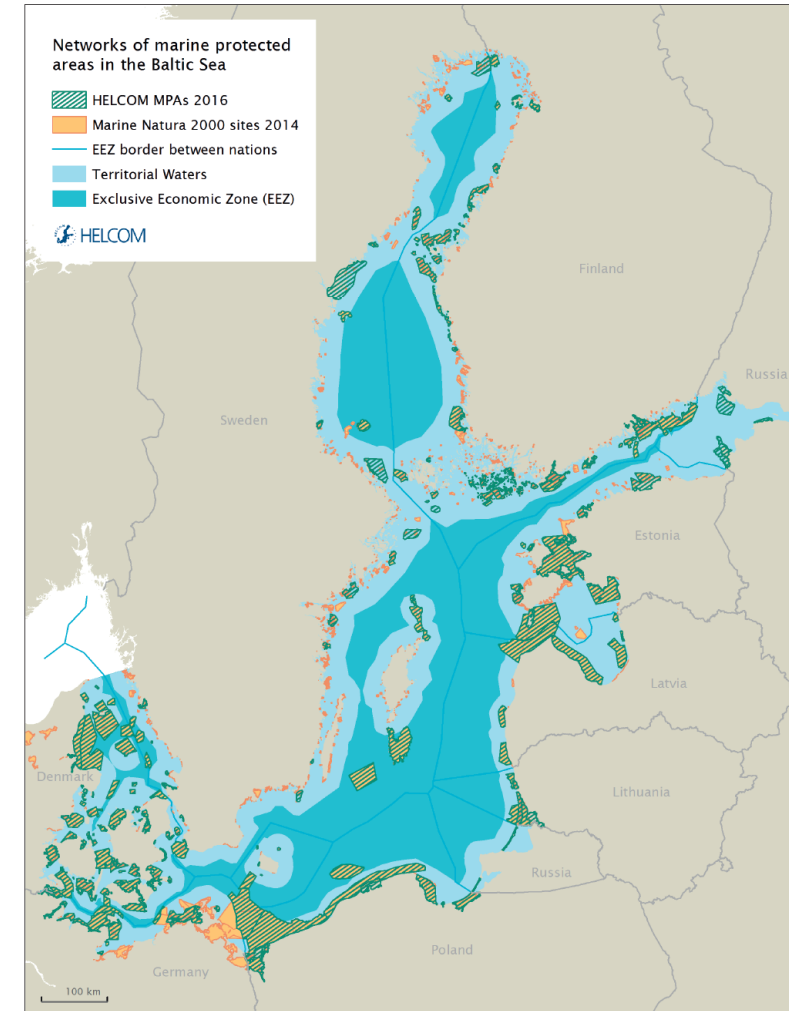 Networks of marine protected
areas in the Baltic Sea
HELCOM MPAs 2016
Marine Natura 2000 sites 2014
EEZ border between nations
Territorial Waters
Exclusive Economic Zone (EEZ)
HELCOM
Finland
Russia
Sweden
Estonia
Latvia
Denmark
Lithuania
Russia
Poland
Germany
100 km